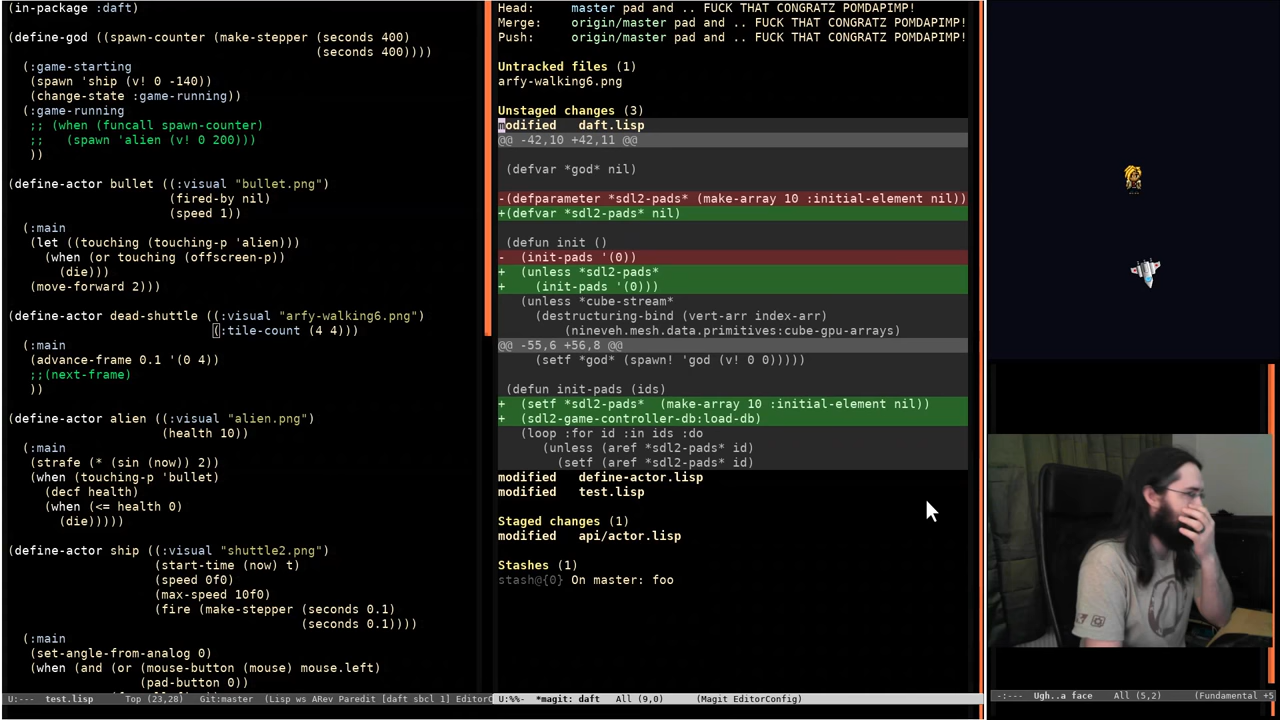 (in-package :daft)
(define-god ((spawn-counter (make-stepper (seconds 400)
(seconds 400))))
(:game-starting
(spawn 'ship (v! 0 -140))
(change-state :game-running))
(:game-running
;; (when (funcall spawn-counter)
;;   (spawn 'alien (v! 0 200)))
))
(define-actor bullet ((:visual "bullet.png")
(fired-by nil)
(speed 1))
(:main
(let ((touching (touching-p 'alien)))
(when (or touching (offscreen-p))
(die)))
(move-forward 2)))
(define-actor dead-shuttle ((:visual "arfy-walking6.png")
(:tile-count (4 4)))
(:main
(advance-frame 0.1 '(0 4))
;;(next-frame)
))
(define-actor alien ((:visual "alien.png")
(health 10))
(:main
(strafe (* (sin (now)) 2))
(when (touching-p 'bullet)
(decf health)
(when (<= health 0)
(die)))))
(define-actor ship ((:visual "shuttle2.png")
(start-time (now) t)
(speed 0f0)
(max-speed 10f0)
(fire (make-stepper (seconds 0.1)
(seconds 0.1))))
(:main
(set-angle-from-analog 0)
(when (and (or (mouse-button (mouse) mouse.left)
(pad-button 0))
U:---  test.lisp      Top (23,28)   Git:master  (Lisp ws ARev Paredit [daft sbcl 1] EditorC
Head:     master pad and .. FUCK THAT CONGRATZ POMDAPIMP!
Merge:    origin/master pad and .. FUCK THAT CONGRATZ POMDAPIMP!
Push:     origin/master pad and .. FUCK THAT CONGRATZ POMDAPIMP!
Untracked files (1)
arfy-walking6.png
Unstaged changes (3)
modified   daft.lisp
@@ -42,10 +42,11 @@
(defvar *god* nil)
-(defparameter *sdl2-pads* (make-array 10 :initial-element nil))
+(defvar *sdl2-pads* nil)
(defun init ()
-  (init-pads '(0))
+  (unless *sdl2-pads*
+    (init-pads '(0)))
(unless *cube-stream*
(destructuring-bind (vert-arr index-arr)
(nineveh.mesh.data.primitives:cube-gpu-arrays)
@@ -55,6 +56,8 @@
(setf *god* (spawn! 'god (v! 0 0)))))
(defun init-pads (ids)
+  (setf *sdl2-pads*  (make-array 10 :initial-element nil))
+  (sdl2-game-controller-db:load-db)
(loop :for id :in ids :do
(unless (aref *sdl2-pads* id)
(setf (aref *sdl2-pads* id)
modified   define-actor.lisp
modified   test.lisp
Staged changes (1)
modified   api/actor.lisp
Stashes (1)
stash@{0} On master: foo
U:%%-  *magit: daft   All (9,0)     (Magit EditorConfig)
-:---  Ugh..a face    All (5,2)      (Fundamental +5